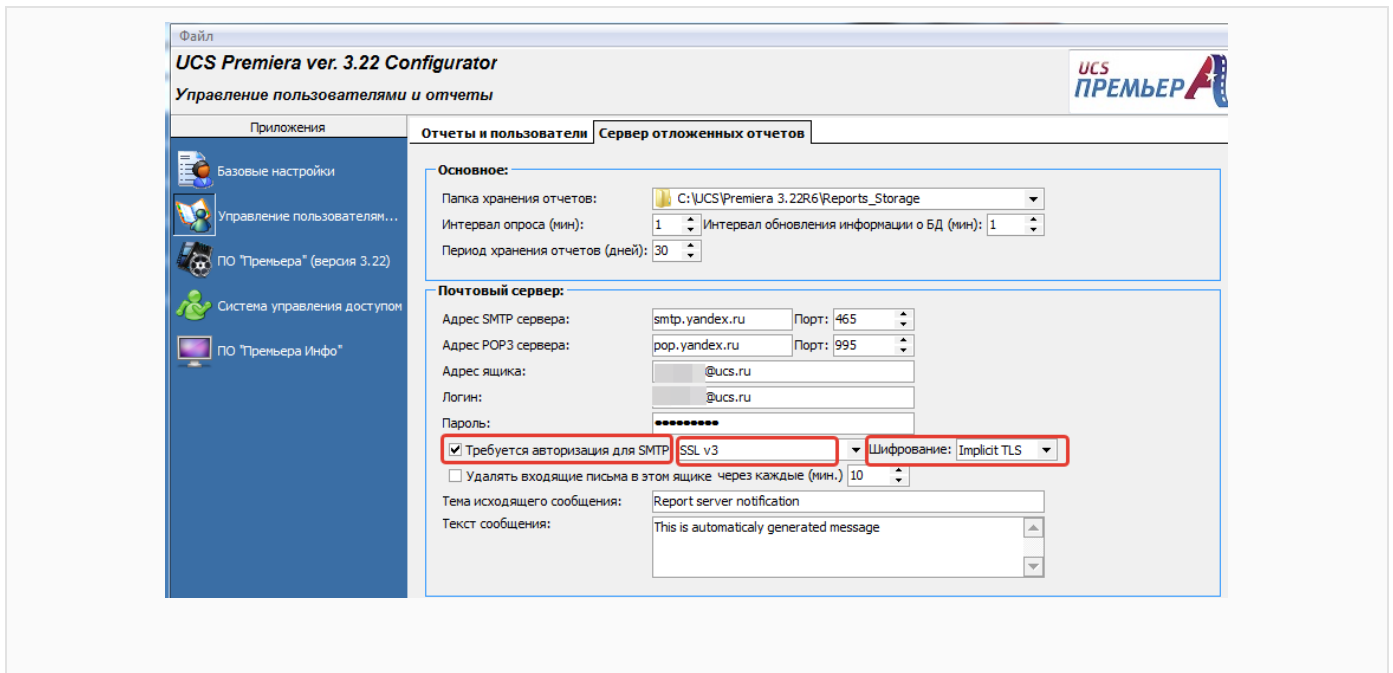 Файл
UCS Premiera ver. 3.22 Configurator
UCS
ПРЕМЬЕР
Управление пользователями и отчеты
Приложения
Базовые настройки
Управление пользователям...
ПО "Премьера" (версия 3.22)
Система управления доступом
ПО "Премьера Инфо"
Отчеты и пользователи Сервер отложенных отчетов
Основное:
Папка хранения отчетов: C:\UCS\Premiera 3.22R6\Reports_Storage
Интервал опроса (мин): 1 Интервал обновления информации о БД (мин): 1
Период хранения отчетов (дней): 30
Почтовый сервер:
Адрес SMTP сервера: smtp.yandex.ru Порт: 465
Адрес POP3 сервера: pop.yandex.ru Порт: 995
Адрес ящика: @ucs.ru
Логин: @ucs.ru
Пароль: •••••••••
Требуется авторизация для SMTP SSL v3 Шифрование: Implicit TLS
Удалять входящие письма в этом ящике через каждые (мин.) 10
Тема исходящего сообщения: Report server notification
Текст сообщения: This is automaticaly generated message